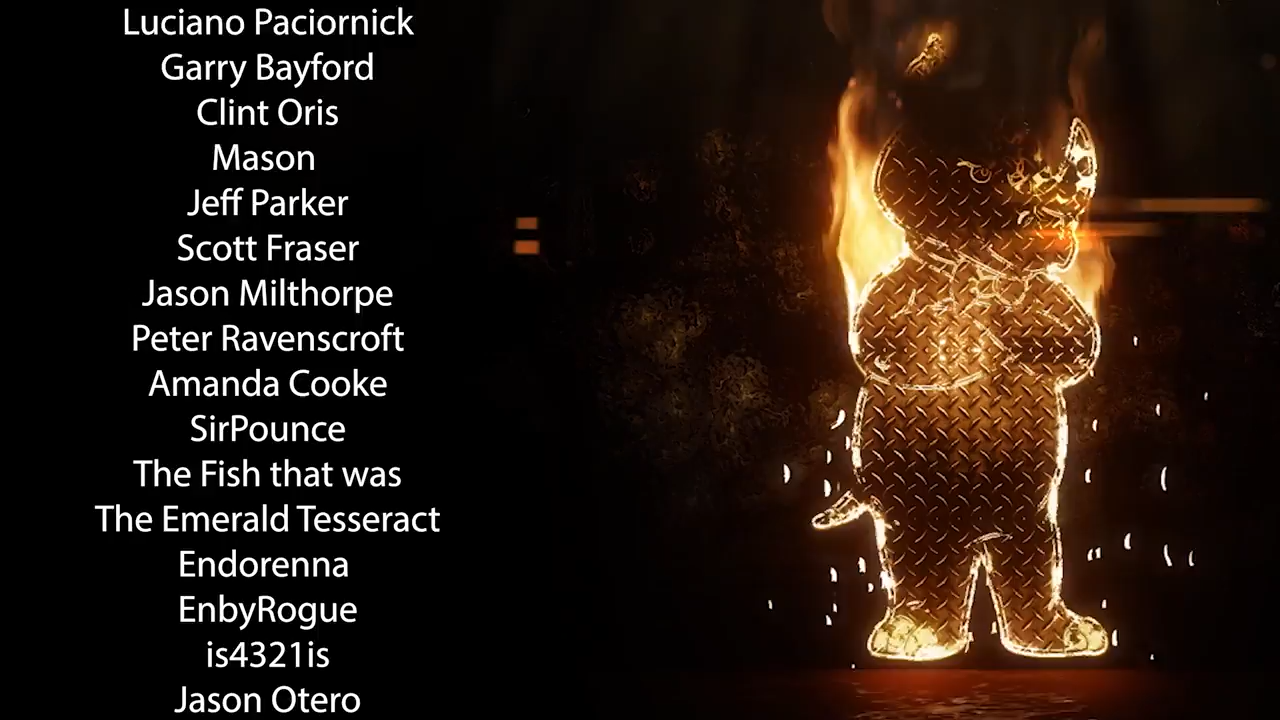 Luciano Paciornick
Garry Bayford
Clint Oris
Mason
Jeff Parker
Scott Fraser
Jason Milthorpe
Peter Ravenscroft
Amanda Cooke
SirPounce
The Fish that was
The Emerald Tesseract
Endorenna
EnbyRogue
is4321is
Jason Otero